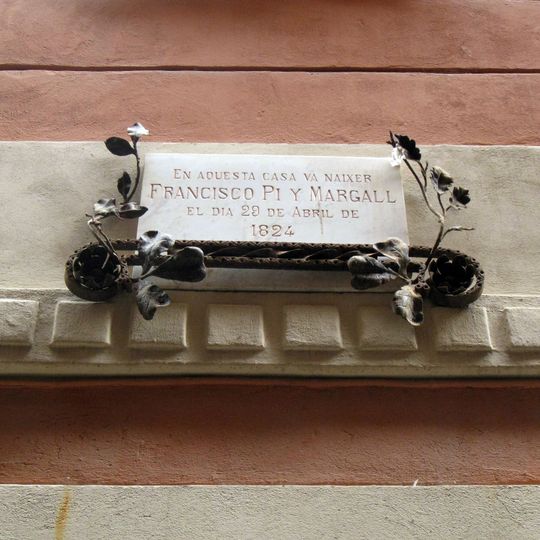 EN AQUESTA CASA VA NAIXER
FRANCISCO PI Y MARGALL
EL DIA 29 DE ABRIL DE
1824